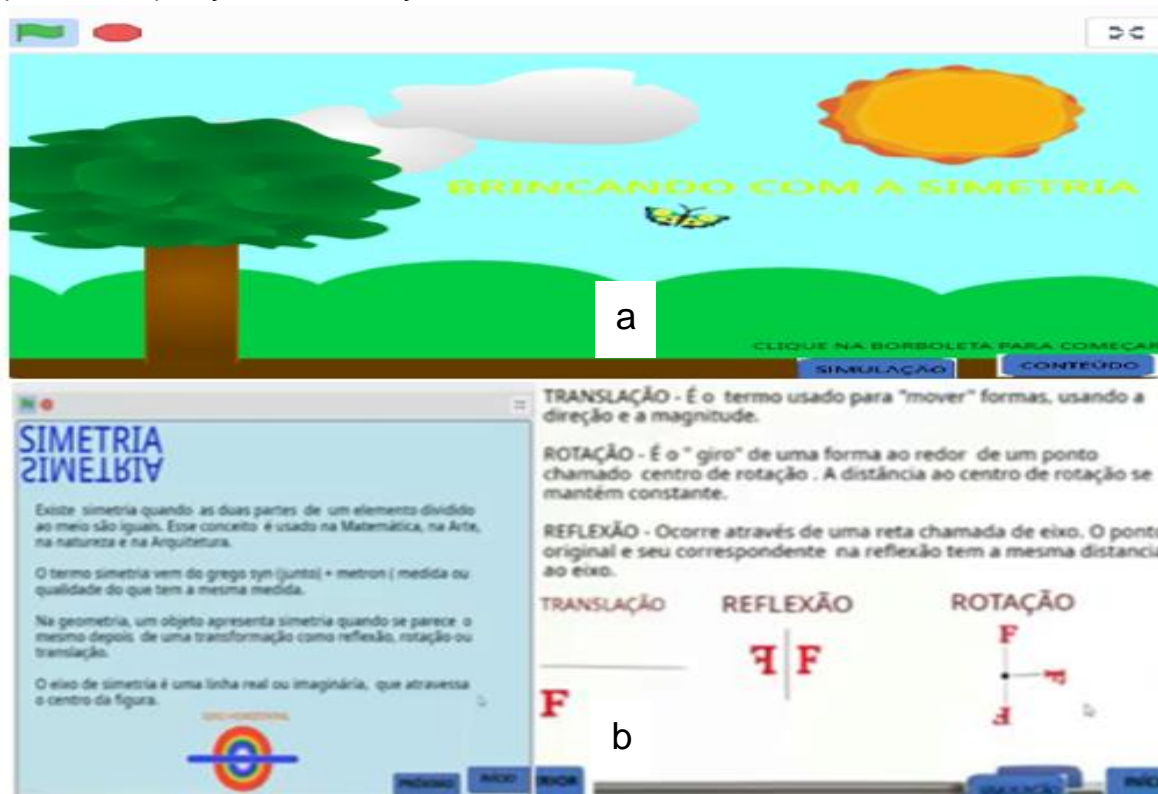 BRINCANDO COM A SIMETRIA
a
CLIQUE NA BORBOLETA PARA COMEÇAR
SIMULAÇÃO
CONTEÚDO
SIMETRIA
SIMETRIA
Existe simetria quando as duas partes de um elemento dividido
ao meio são iguais. Esse conceito é usado na Matemática, na Arte,
na natureza e na Arquitetura.
O termo simetria vem do grego syn (junto) + metron ( medida ou
qualidade do que tem a mesma medida.
Na geometria, um objeto apresenta simetria quando se parece o
mesmo depois de uma transformação como reflexão, rotação ou
translação.
O eixo de simetria é uma linha real ou imaginária, que atravessa
o centro da figura.
EIXO HORIZONTAL
PRÓXIMO
INÍCIO
TRANSLAÇÃO - É o termo usado para "mover" formas, usando a
direção e a magnitude.
ROTAÇÃO - É o " giro" de uma forma ao redor de um ponto
chamado centro de rotação . A distância ao centro de rotação se
mantém constante.
REFLEXÃO - Ocorre através de uma reta chamada de eixo. O ponto
original e seu correspondente na reflexão tem a mesma distancia
ao eixo.
TRANSLAÇÃO
REFLEXÃO
ROTAÇÃO
F
F F
F
F
F
b
RIOR
SIMULAÇÃO
INÍC